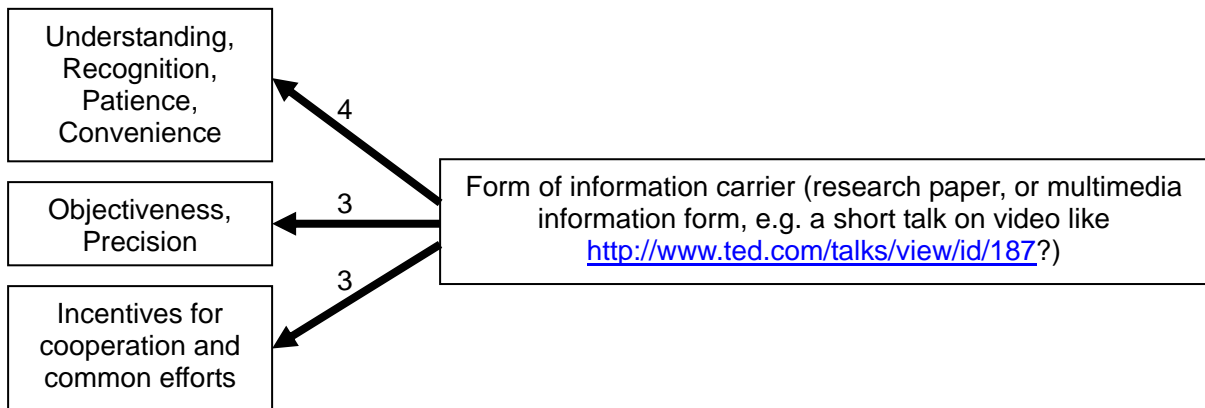 Understanding,
Recognition,
Patience,
Convenience
4
Objectiveness,
Precision
3
Incentives for
cooperation and
common efforts
3
Form of information carrier (research paper, or multimedia
information form, e.g. a short talk on video like
http://www.ted.com/talks/view/id/187?)